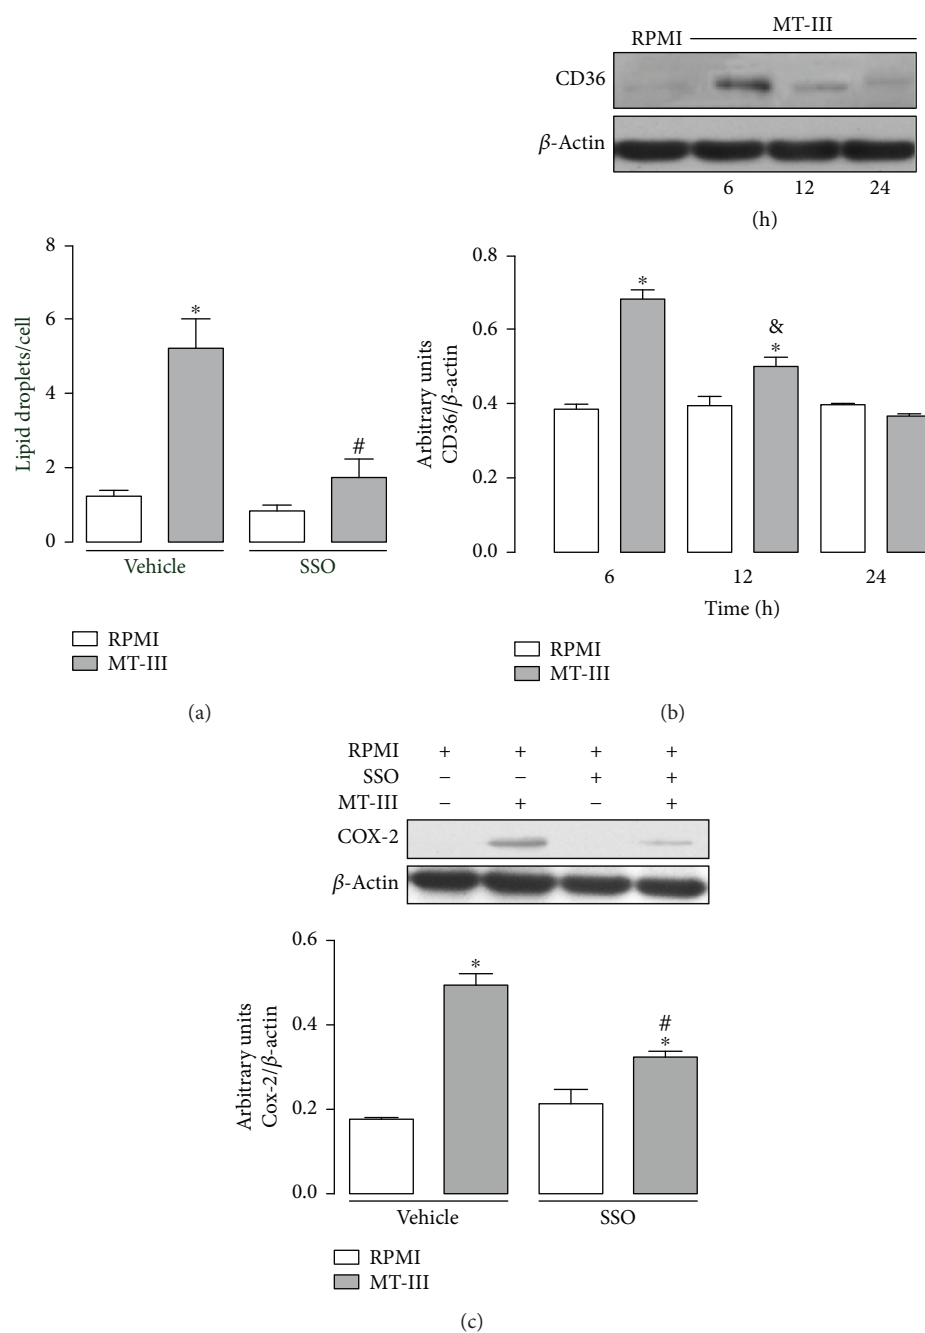 RPMI MT-III
CD36
β-Actin
6 12 24
(h)
8
6
4
2
0
Lipid droplets/cell
*
#
Vehicle SSO
RPMI
MT-III
(a)
0.8
0.6
0.4
0.2
0.0
Arbitrary units
CD36/β-actin
*
&
*
6 12 24
Time (h)
RPMI
MT-III
(b)
RPMI + + + +
SSO − − + +
MT-III − + − +
COX-2
β-Actin
0.6
0.4
0.2
0.0
Arbitrary units
Cox-2/β-actin
*
#
*
Vehicle SSO
RPMI
MT-III
(c)